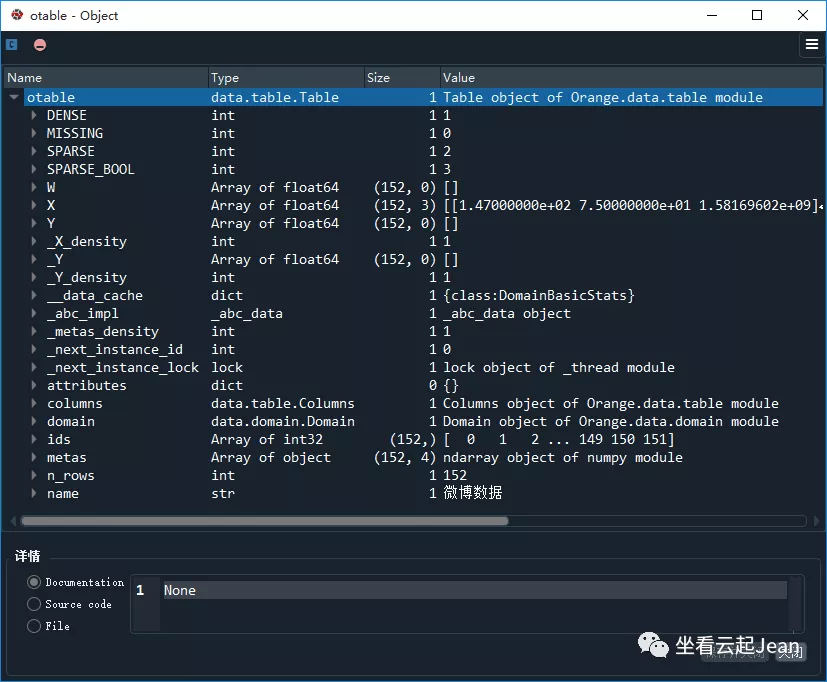 otable - Object
Name Type Size Value
otable data.table.Table 1 Table object of Orange.data.table module
DENSE int 1 1
MISSING int 1 0
SPARSE int 1 2
SPARSE_BOOL int 1 3
W Array of float64 (152, 0) []
X Array of float64 (152, 3) [[1.47000000e+02 7.50000000e+01 1.58169602e+09]
Y Array of float64 (152, 0) []
_X_density int 1 1
_Y Array of float64 (152, 0) []
_Y_density int 1 1
__data_cache dict 1 {class:DomainBasicStats}
_abc_impl _abc_data 1 _abc_data object
_metas_density int 1 1
_next_instance_id int 1 0
_next_instance_lock lock 1 lock object of _thread module
attributes dict 0 {}
columns data.table.Columns 1 Columns object of Orange.data.table module
domain data.domain.Domain 1 Domain object of Orange.data.domain module
ids Array of int32 (152,) [ 0 1 2 ... 149 150 151]
metas Array of object (152, 4) ndarray object of numpy module
n_rows int 1 152
name str 1 微博数据
详情
Documentation
Source code
File
1 None
坐看云起Jean
关闭